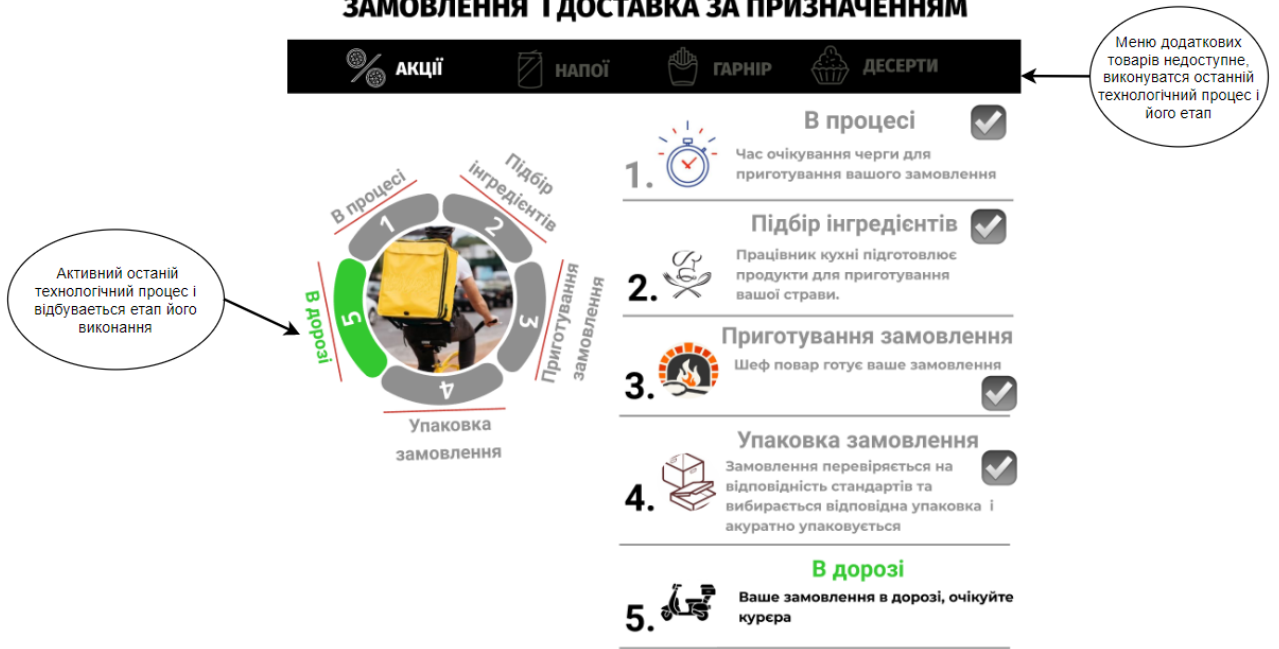 ЗАМОВЛЕННЯ І ДОСТАВКА ЗА ПРИЗНАЧЕННЯМ
АКЦІЇ
НАПОЇ
ГАРНІР
ДЕСЕРТИ
Меню додаткових
товарів недоступне,
виконуватся останній
технологічний процес і
його етап
Активний останій
технологічний процес і
відбуваеться етап його
виконання
В процесі
1
Підбір
інгредієнтів
2
Приготування
замовлення
3
Упаковка
замовлення
4
В дорозі
5
1.
В процесі
Час очікування черги для
приготування вашого замовлення
2.
Підбір інгредієнтів
Працівник кухні підготовлює
продукти для приготування
вашої страви.
3.
Приготування замовлення
Шеф повар готує ваше замовлення
4.
Упаковка замовлення
Замовлення перевіряється на
відповідність стандартів та
вибирається відповідна упаковка і
акуратно упаковується
5.
В дорозі
Ваше замовлення в дорозі, очікуйте
курєра